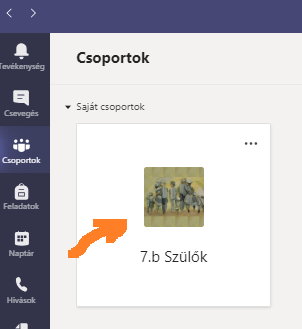 Csoportok
Tevékenység
Saját csoportok
Csevegés
Csoportok
7.b Szülők
Feladatok
Naptár
Hívások